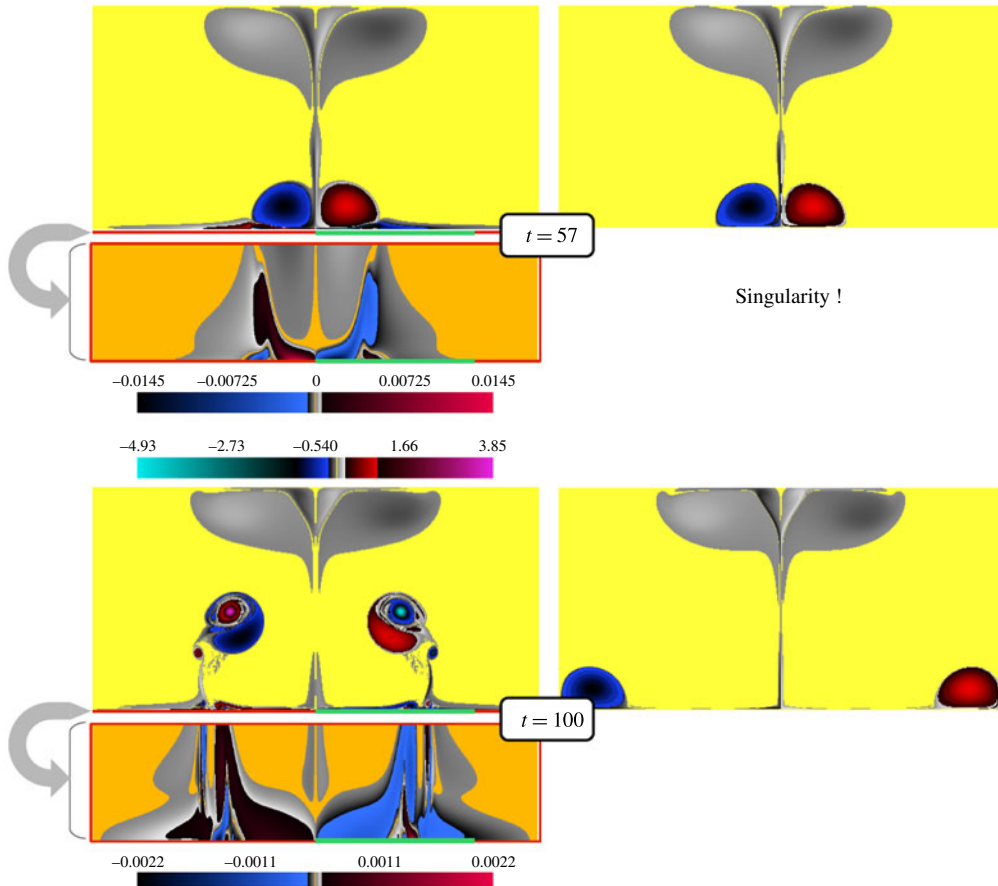 t = 57
Singularity !
−0.0145 −0.00725 0 0.00725 0.0145
−4.93 −2.73 −0.540 1.66 3.85
t = 100
−0.0022 −0.0011 0.0011 0.0022